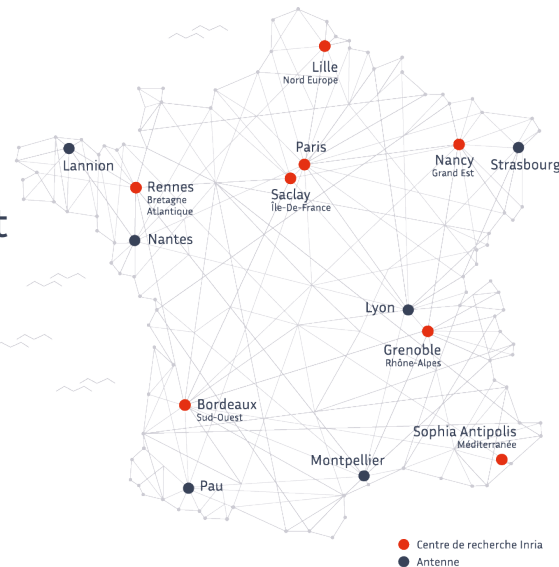 Lille
Nord Europe
Paris
Nancy
Grand Est
Strasbourg
Lannion
Rennes
Bretagne
Atlantique
Saclay
Île-De-France
t
Nantes
Lyon
Grenoble
Rhône-Alpes
Bordeaux
Sud-Ouest
Sophia Antipolis
Méditerranée
Montpellier
Pau
Centre de recherche Inria
Antenne